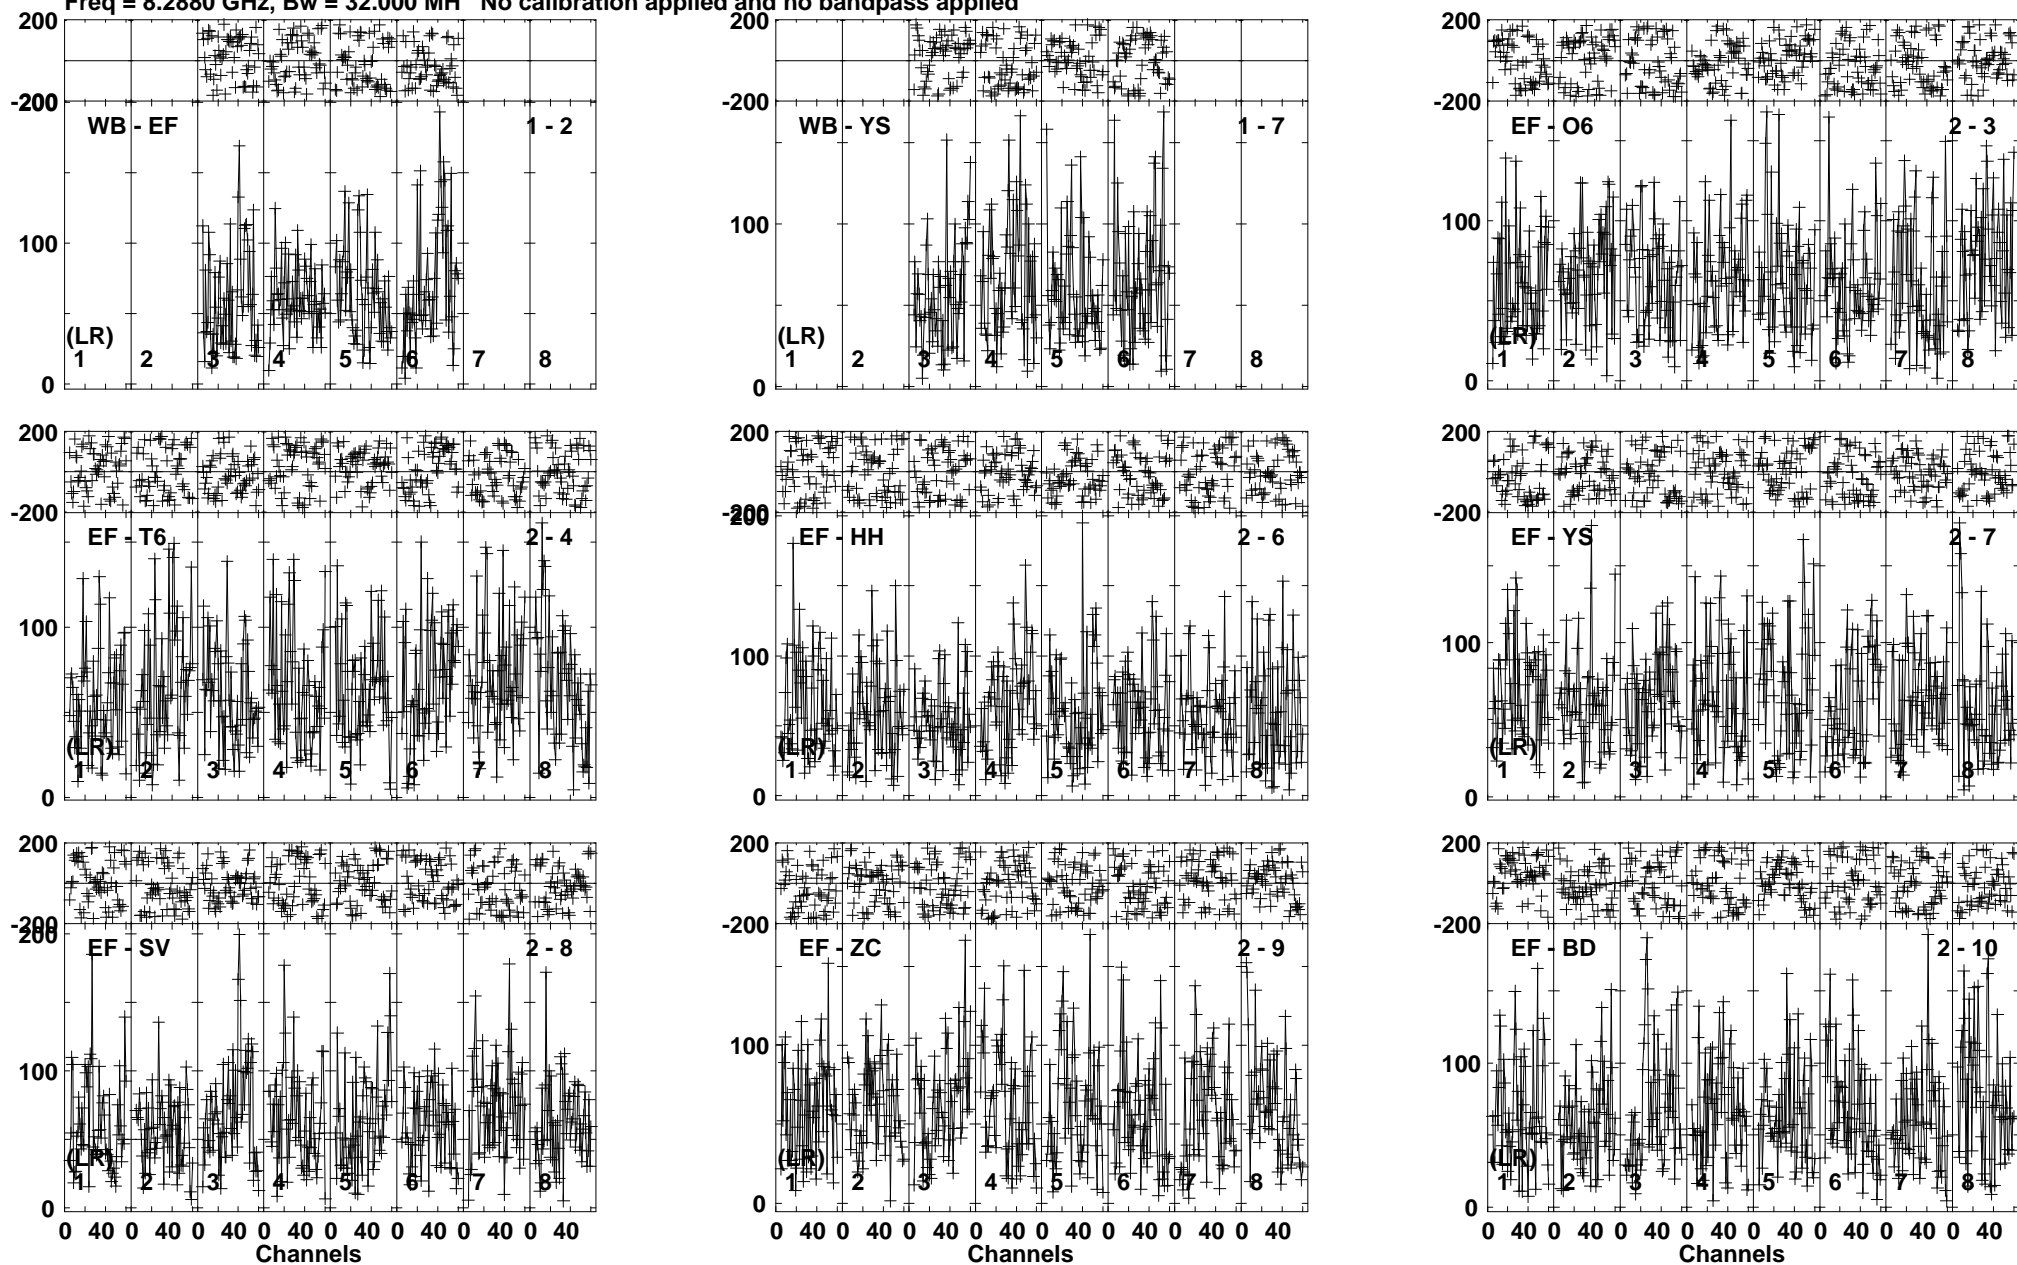 Freq = 8.2880 GHz, Bw = 32.000 MH No calibration applied and no bandpass applied
200 200 200
-200 -200 -200
WB - EF 1 - 2 WB - YS 1 - 7 EF - O6 2 - 3
100 100 100
(LR) (LR) (LR)
1 2 3 4 5 6 7 8 1 2 3 4 5 6 7 8 1 2 3 4 5 6 7 8
0 0 0
200 200 200
-200 -200 -200
200
EF - T6 2 - 4 EF - HH 2 - 6 EF - YS 2 - 7
100 100 100
(LR) (LR) (LR)
1 2 3 4 5 6 7 8 1 2 3 4 5 6 7 8 1 2 3 4 5 6 7 8
0 0 0
200 200 200
-200 -200 -200
200
EF - SV 2 - 8 EF - ZC 2 - 9 EF - BD 2 - 10
100 100 100
(LR) (LR) (LR)
1 2 3 4 5 6 7 8 1 2 3 4 5 6 7 8 1 2 3 4 5 6 7 8
0 0 0
0 40 0 40 0 40 0 40 0 40 0 40 0 40 0 40 0 40 0 40 0 40 0 40 0 40 0 40 0 40 0 40 0 40 0 40 0 40 0 40 0 40 0 40 0 40 0 40
Channels Channels Channels